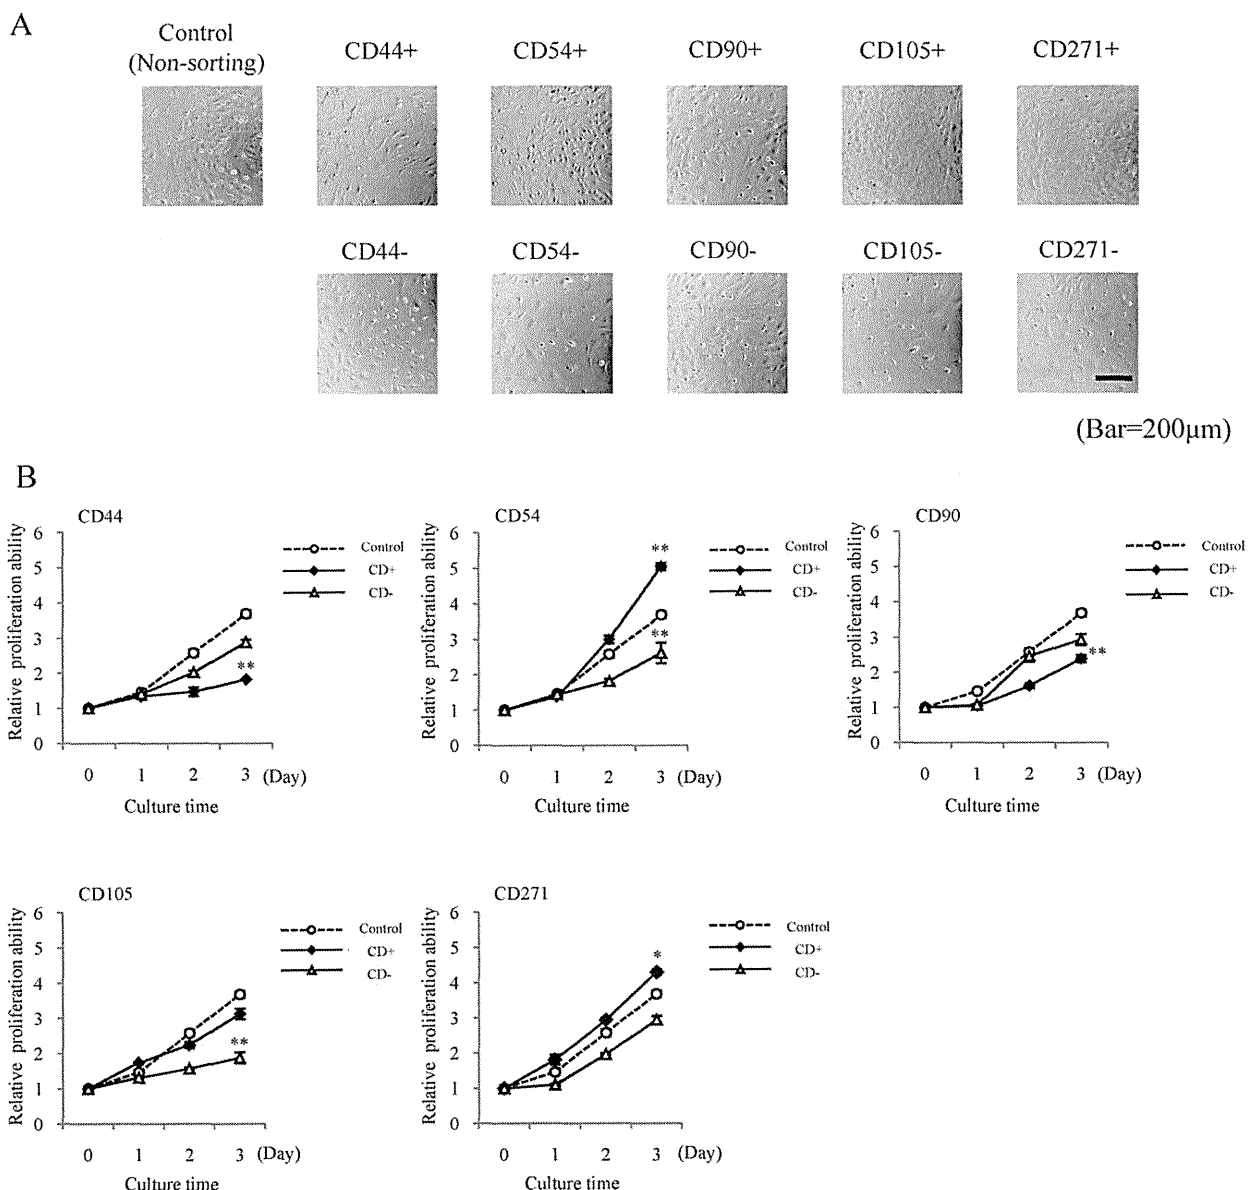 A
Control
(Non-sorting)
CD44+
CD54+
CD90+
CD105+
CD271+
CD44-
CD54-
CD90-
CD105-
CD271-
(Bar=200μm)
B
CD44
Relative proliferation ability
6
5
4
3
2
1
0
0 1 2 3 (Day)
Culture time
Control
CD+
CD-
**
CD54
Relative proliferation ability
6
5
4
3
2
1
0
0 1 2 3 (Day)
Culture time
Control
CD+
CD-
**
**
CD90
Relative proliferation ability
6
5
4
3
2
1
0
0 1 2 3 (Day)
Culture time
Control
CD+
CD-
**
CD105
Relative proliferation ability
6
5
4
3
2
1
0
0 1 2 3 (Day)
Culture time
Control
CD+
CD-
**
CD271
Relative proliferation ability
6
5
4
3
2
1
0
0 1 2 3 (Day)
Culture time
Control
CD+
CD-
*